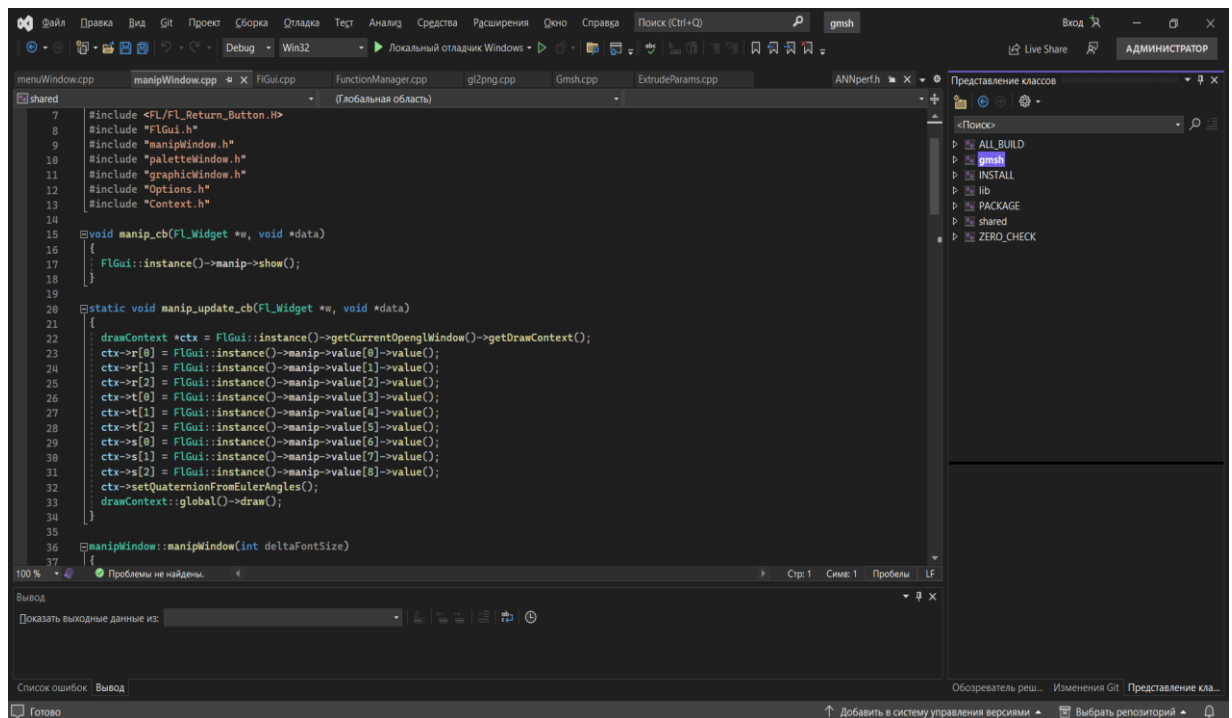 Файл Правка Вид Git Проект Сборка Отладка Тест Анализ Средства Расширения Окно Справка Поиск (Ctrl+Q) gmsh Вход
Debug Win32 Локальный отладчик Windows Live Share АДМИНИСТРАТОР
menuWindow.cpp manipWindow.cpp FlGui.cpp FunctionManager.cpp gl2png.cpp Gmsh.cpp ExtrudeParams.cpp ANNperf.h
shared (Глобальная область)
7 #include <FL/Fl_Return_Button.H>
8 #include "FlGui.h"
9 #include "manipWindow.h"
10 #include "paletteWindow.h"
11 #include "graphicWindow.h"
12 #include "Options.h"
13 #include "Context.h"
14
15 void manip_cb(Fl_Widget *w, void *data)
16 {
17 FlGui::instance()->manip->show();
18 }
19
20 static void manip_update_cb(Fl_Widget *w, void *data)
21 {
22 drawContext *ctx = FlGui::instance()->getCurrentOpenglWindow()->getDrawContext();
23 ctx->r[0] = FlGui::instance()->manip->value[0]->value();
24 ctx->r[1] = FlGui::instance()->manip->value[1]->value();
25 ctx->r[2] = FlGui::instance()->manip->value[2]->value();
26 ctx->t[0] = FlGui::instance()->manip->value[3]->value();
27 ctx->t[1] = FlGui::instance()->manip->value[4]->value();
28 ctx->t[2] = FlGui::instance()->manip->value[5]->value();
29 ctx->s[0] = FlGui::instance()->manip->value[6]->value();
30 ctx->s[1] = FlGui::instance()->manip->value[7]->value();
31 ctx->s[2] = FlGui::instance()->manip->value[8]->value();
32 ctx->setQuaternionFromEulerAngles();
33 drawContext::global()->draw();
34 }
35
36 manipWindow::manipWindow(int deltaFontSize)
37 {
100 % Проблемы не найдены. Стр: 1 Симв: 1 Пробелы LF
Вывод
Показать выходные данные из:
Список ошибок Вывод
Представление классов
<Поиск>
ALL_BUILD
gmsh
INSTALL
lib
PACKAGE
shared
ZERO_CHECK
Обозреватель реш... Изменения Git Представление кла...
Готово Добавить в систему управления версиями Выбрать репозиторий